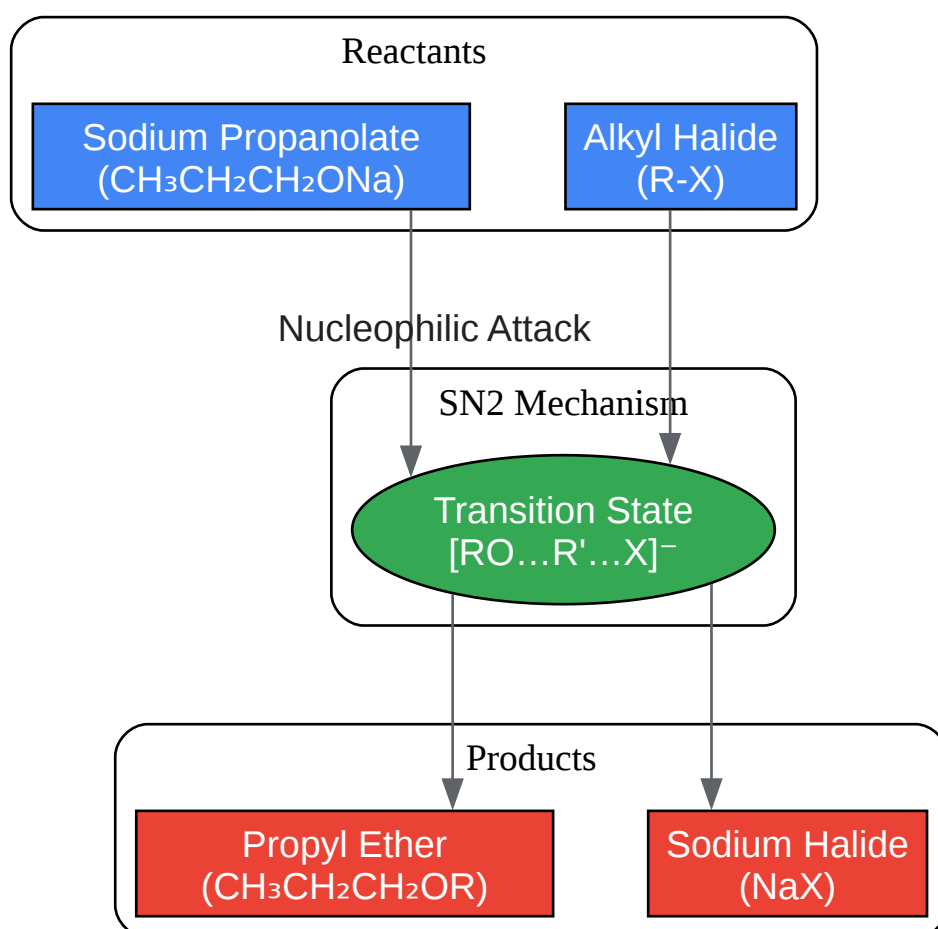 Reactants
Sodium Propanolate
(CH₃CH₂CH₂ONa)
Alkyl Halide
(R-X)
Nucleophilic Attack
SN2 Mechanism
Transition State
[RO…R'…X]⁻
Products
Propyl Ether
(CH₃CH₂CH₂OR)
Sodium Halide
(NaX)